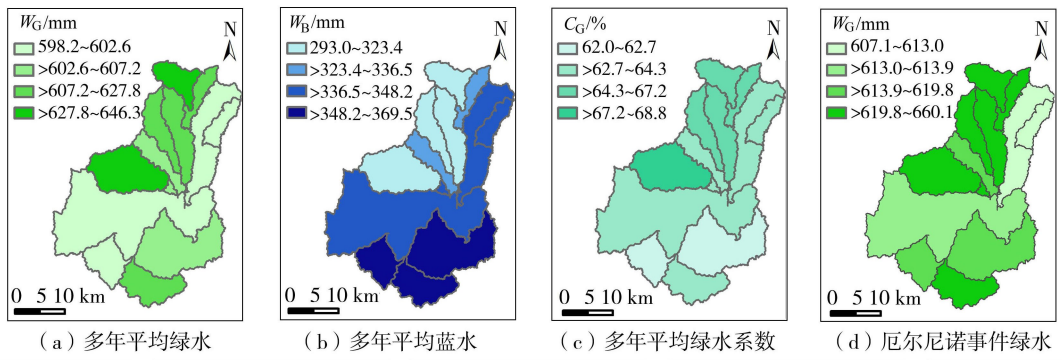 W_G/mm
N
598.2~602.6
>602.6~607.2
>607.2~627.8
>627.8~646.3
0 5 10 km
(a) 多年平均绿水
W_B/mm
N
293.0~323.4
>323.4~336.5
>336.5~348.2
>348.2~369.5
0 5 10 km
(b) 多年平均蓝水
C_G/%
N
62.0~62.7
>62.7~64.3
>64.3~67.2
>67.2~68.8
0 5 10 km
(c) 多年平均绿水系数
W_G/mm
N
607.1~613.0
>613.0~613.9
>613.9~619.8
>619.8~660.1
0 5 10 km
(d) 厄尔尼诺事件绿水